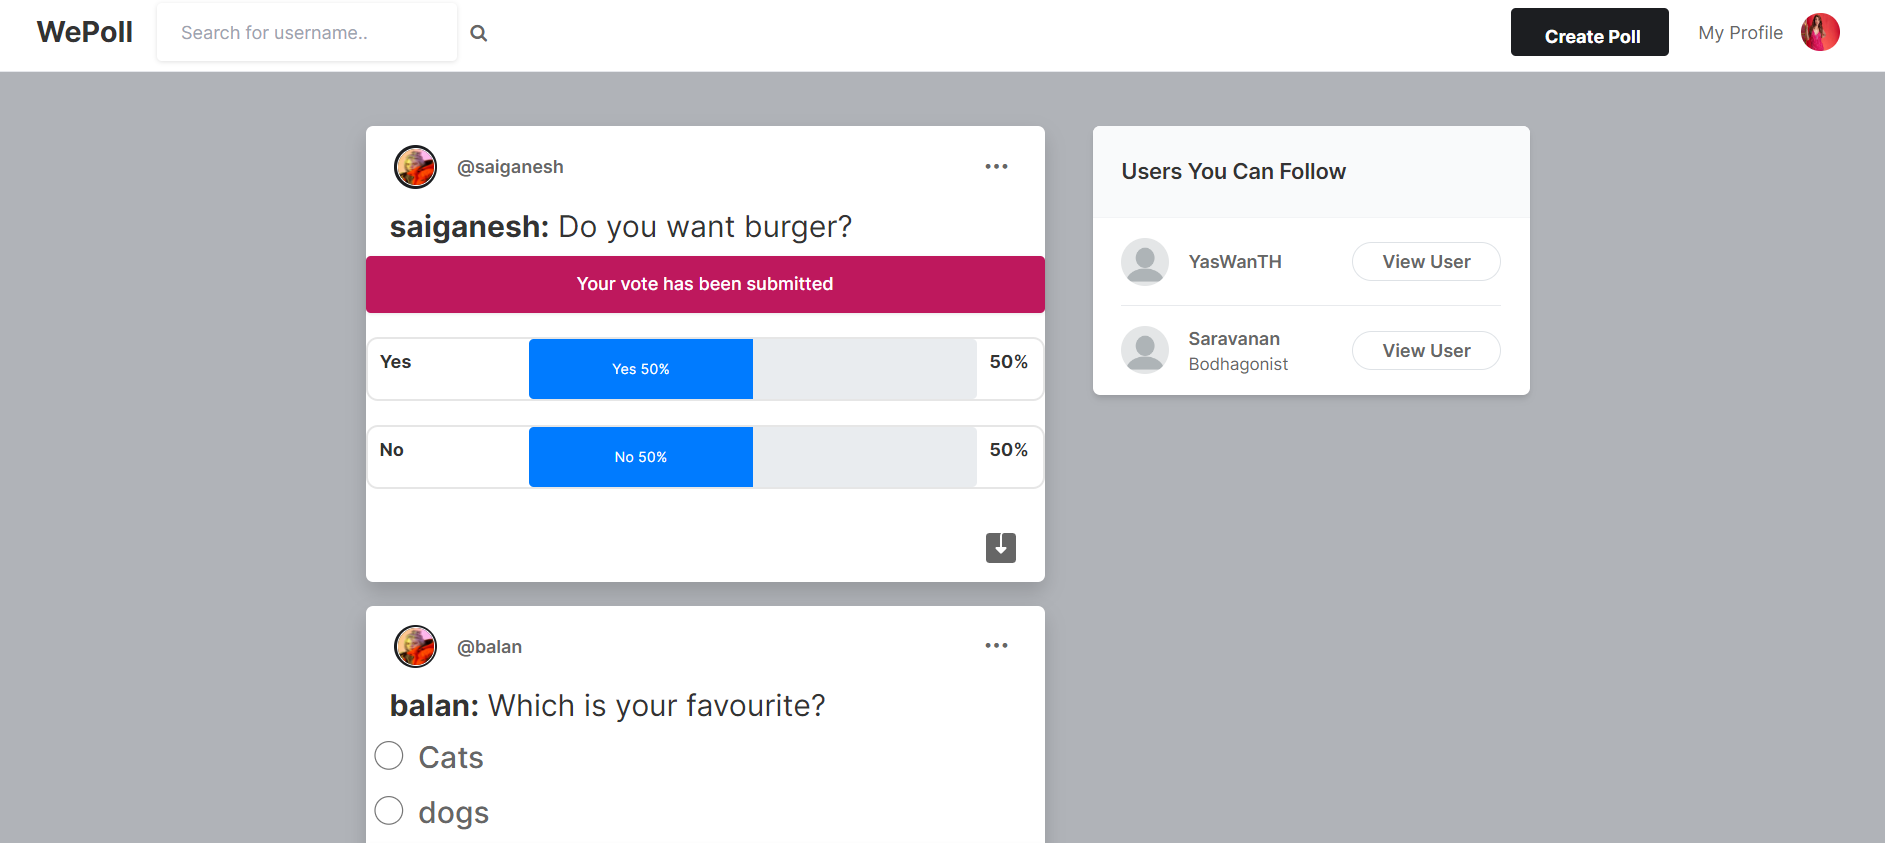 WePoll
Search for username..
Create Poll
My Profile
@saiganesh
saiganesh: Do you want burger?
Your vote has been submitted
Yes
Yes 50%
50%
No
No 50%
50%
@balan
balan: Which is your favourite?
Cats
dogs
Users You Can Follow
YasWanTH
View User
Saravanan
Bodhagonist
View User